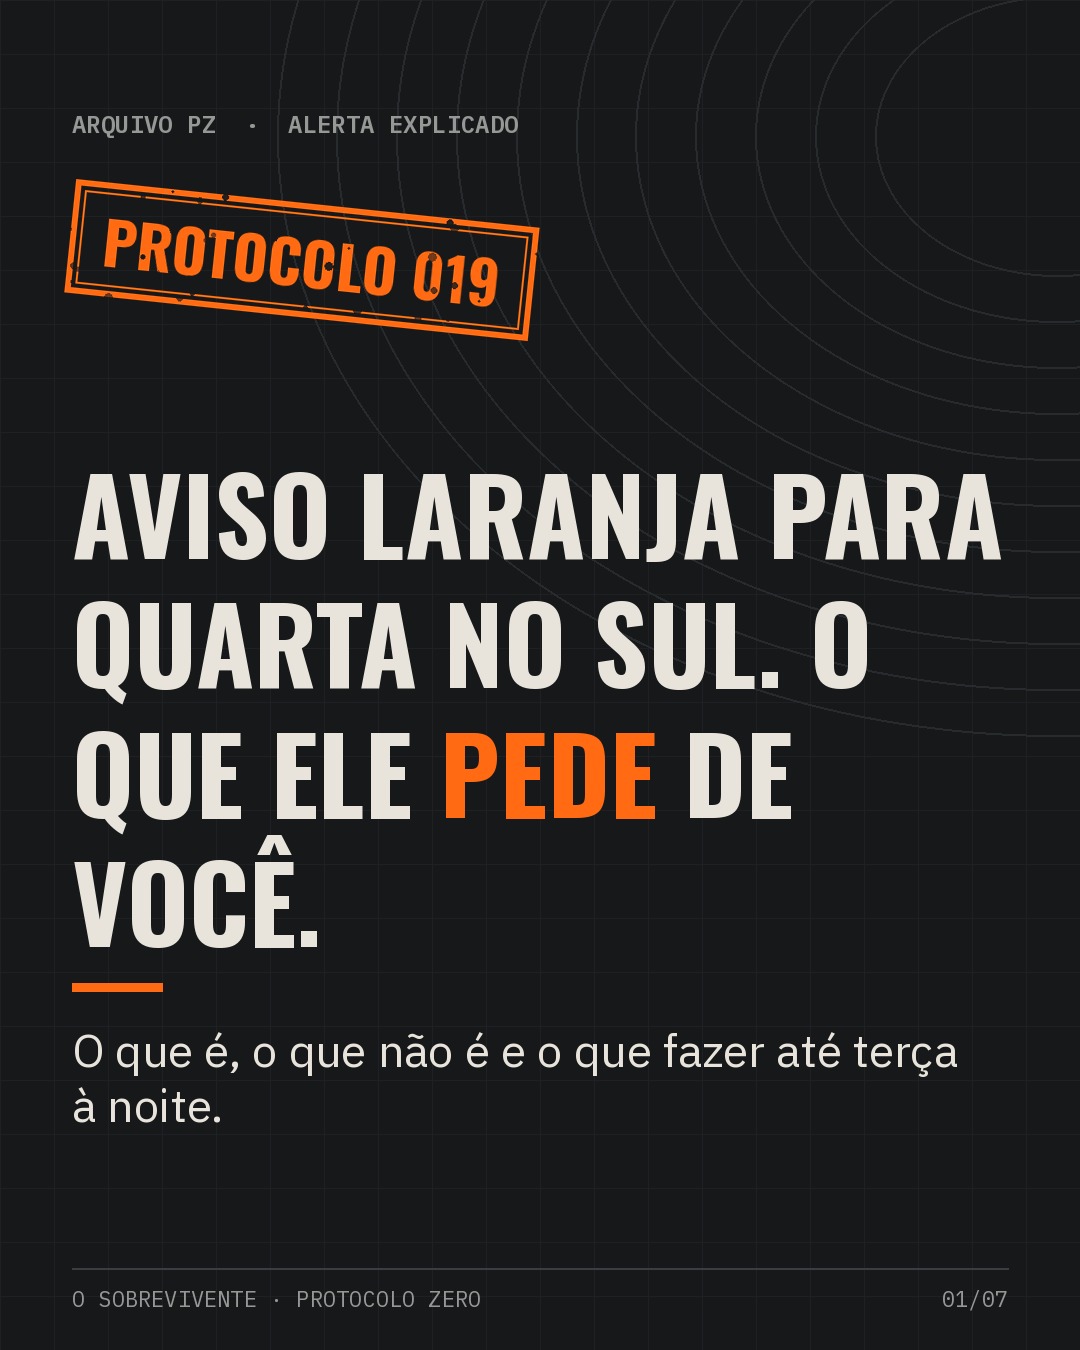 ARQUIVO PZ · ALERTA EXPLICADO
PROTOCOLO 019
AVISO LARANJA PARA
QUARTA NO SUL. O
QUE ELE PEDE DE
VOCÊ.
O que é, o que não é e o que fazer até terça
à noite.
O SOBREVIVENTE · PROTOCOLO ZERO
01/07